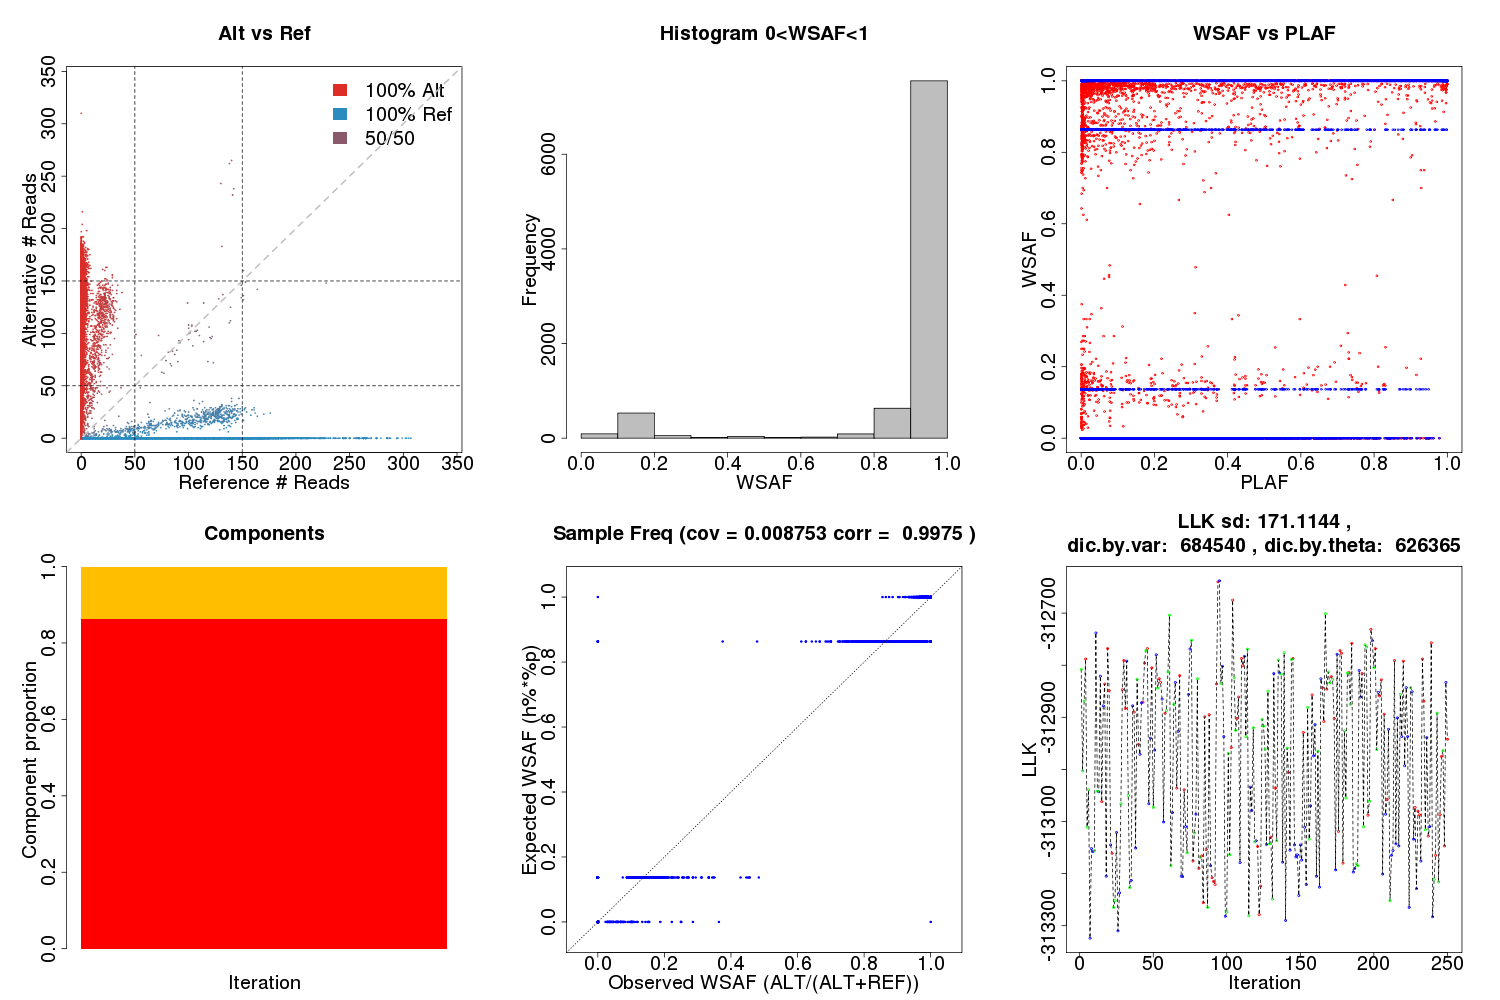 Alt vs Ref
350
300
250
200
150
100
50
0
Alternative # Reads
100% Alt
100% Ref
50/50
0 50 100 150 200 250 300 350
Reference # Reads
Histogram 0<WSAF<1
6000
4000
2000
0
Frequency
0.0 0.2 0.4 0.6 0.8 1.0
WSAF
WSAF vs PLAF
1.0
0.8
0.6
0.4
0.2
0.0
WSAF
0.0 0.2 0.4 0.6 0.8 1.0
PLAF
Components
1.0
0.8
0.6
0.4
0.2
0.0
Component proportion
Iteration
Sample Freq (cov = 0.008753 corr = 0.9975 )
1.0
0.8
0.6
0.4
0.2
0.0
Expected WSAF (h%*%p)
0.0 0.2 0.4 0.6 0.8 1.0
Observed WSAF (ALT/(ALT+REF))
LLK sd: 171.1144 ,
dic.by.var: 684540 , dic.by.theta: 626365
-312700
-312900
-313100
-313300
LLK
0 50 100 150 200 250
Iteration